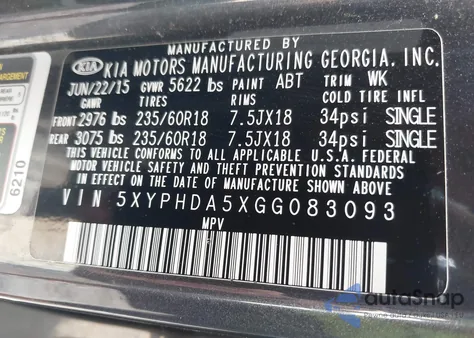 MANUFACTURED BY
KIA KIA MOTORS MANUFACTURING GEORGIA, INC.
JUN/22/15 GVWR 5622 lbs PAINT ABT TRIM WK
GAWR TIRES RIMS COLD TIRE INFL
FRONT 2976 lbs 235/60R18 7.5JX18 34psi SINGLE
REAR 3075 lbs 235/60R18 7.5JX18 34psi SINGLE
THIS VEHICLE CONFORMS TO ALL APPLICABLE U.S.A. FEDERAL
MOTOR VEHICLE SAFETY AND THEFT PREVENTION STANDARDS
IN EFFECT ON THE DATE OF MANUFACTURE SHOWN ABOVE.
VIN 5XYPHDA5XGG083093
MPV
6210
autoSnap